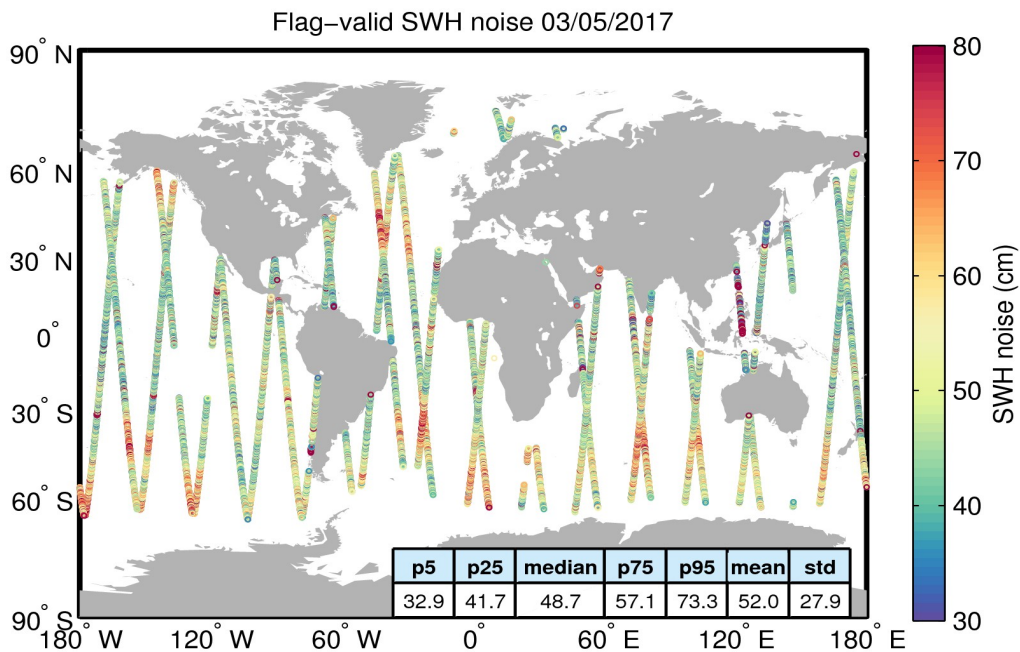 Flag−valid SWH noise 03/05/2017
90° N
60° N
30° N
0°
30° S
60° S
90° S
180° W
120° W
60° W
0°
60° E
120° E
180° E
80
70
60
50
40
30
SWH noise (cm)
p5 p25 median p75 p95 mean std
32.9 41.7 48.7 57.1 73.3 52.0 27.9